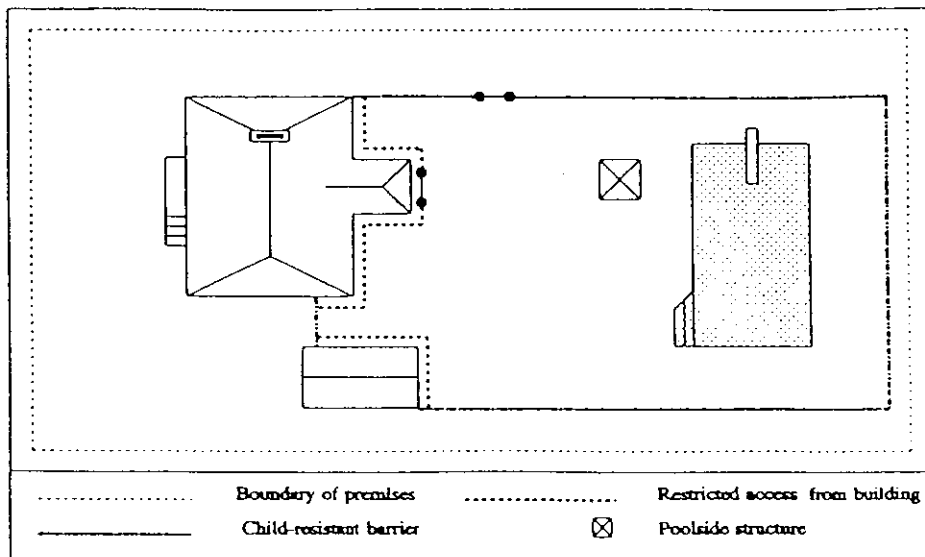 Boundary of premises Restricted access from building
Child-resistant barrier Poolside structure